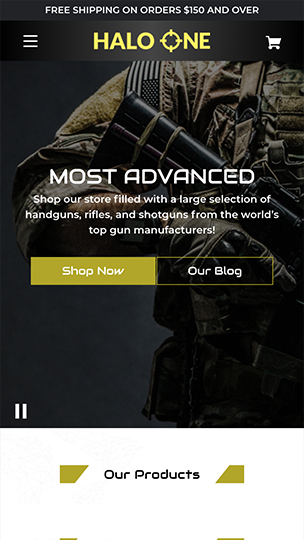 FREE SHIPPING ON ORDERS $150 AND OVER
HALO ONE
MOST ADVANCED
Shop our store filled with a large selection of
handguns, rifles, and shotguns from the world's
top gun manufacturers!
Shop Now
Our Blog
Our Products